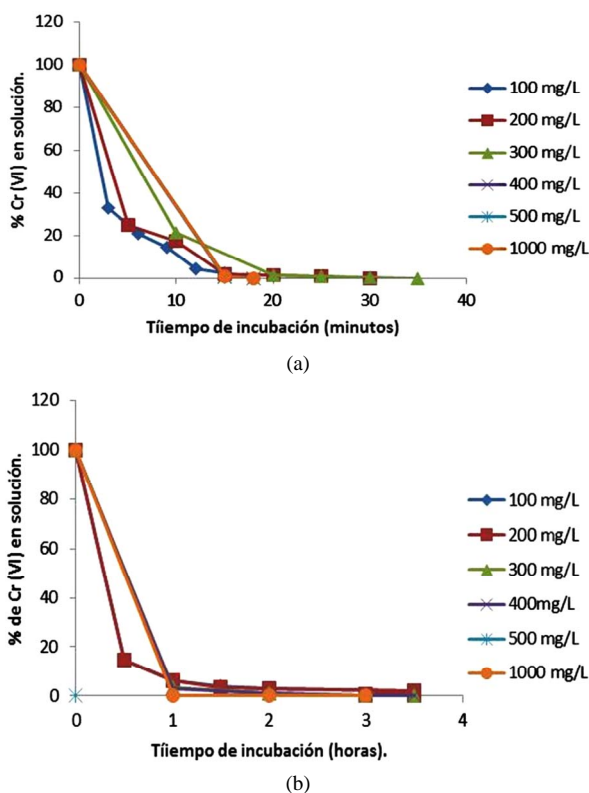 120
100
80
60
40
20
0
% Cr (VI) en solución.
0 10 20 30 40
Tíiempo de incubación (minutos)
100 mg/L
200 mg/L
300 mg/L
400 mg/L
500 mg/L
1000 mg/L
(a)
120
100
80
60
40
20
0
% de Cr (VI) en solución.
0 1 2 3 4
Tíiempo de incubación (horas).
100 mg/L
200 mg/L
300 mg/L
400mg/L
500 mg/L
1000 mg/L
(b)